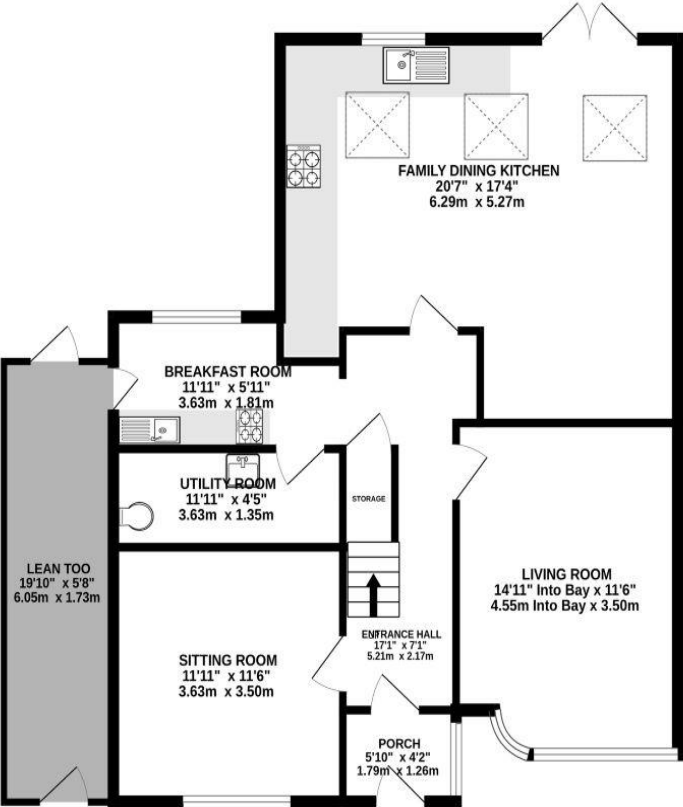 FAMILY DINING KITCHEN
20'7" x 17'4"
6.29m x 5.27m
BREAKFAST ROOM
11'11" x 5'11"
3.63m x 1.81m
UTILITY ROOM
11'11" x 4'5"
3.63m x 1.35m
STORAGE
LEAN TOO
19'10" x 5'8"
6.05m x 1.73m
LIVING ROOM
14'11" Into Bay x 11'6"
4.55m Into Bay x 3.50m
ENTRANCE HALL
17'1" x 7'1"
5.21m x 2.17m
SITTING ROOM
11'11" x 11'6"
3.63m x 3.50m
PORCH
5'10" x 4'2"
1.79m x 1.26m